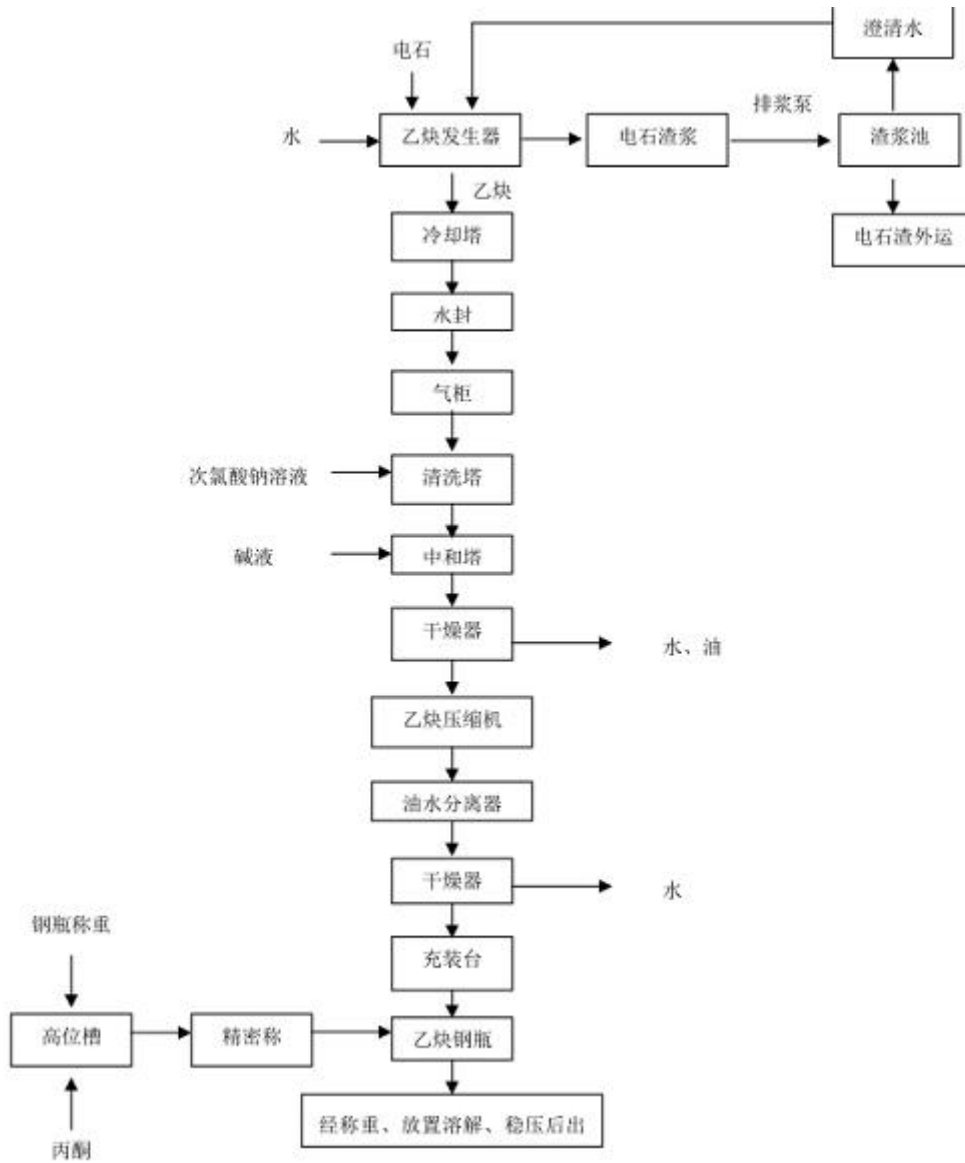 澄清水
电石
排浆泵
水
乙炔发生器
电石渣浆
渣浆池
乙炔
冷却塔
电石渣外运
水封
气柜
次氯酸钠溶液
清洗塔
碱液
中和塔
干燥器
水、油
乙炔压缩机
油水分离器
干燥器
水
钢瓶称重
充装台
高位槽
精密称
乙炔钢瓶
经称重、放置溶解、稳压后出
丙酮